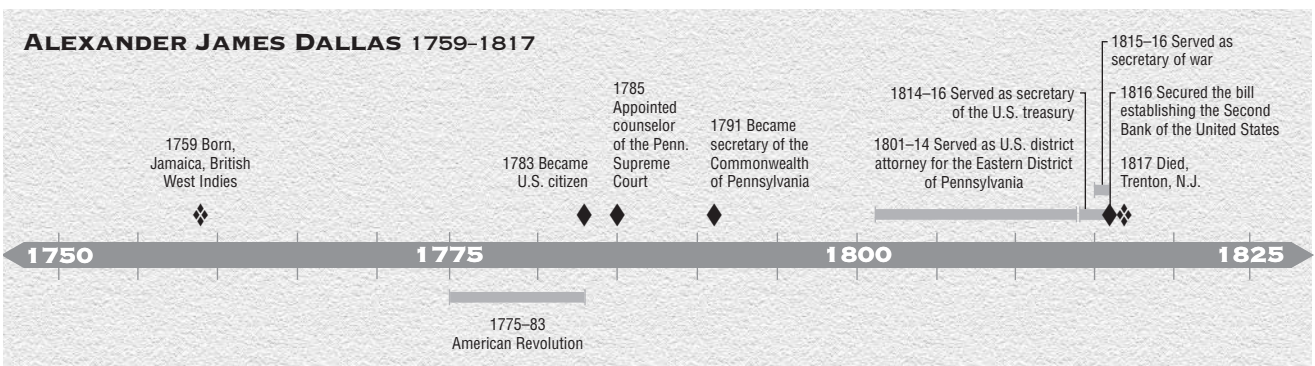 ALEXANDER JAMES DALLAS 1759–1817
1759 Born,
Jamaica, British
West Indies
1783 Became
U.S. citizen
1785
Appointed
counselor
of the Penn.
Supreme
Court
1791 Became
secretary of the
Commonwealth
of Pennsylvania
1801–14 Served as U.S. district
attorney for the Eastern District
of Pennsylvania
1814–16 Served as secretary
of the U.S. treasury
1815–16 Served as
secretary of war
1816 Secured the bill
establishing the Second
Bank of the United States
1817 Died,
Trenton, N.J.
1750
1775
1800
1825
1775–83
American Revolution